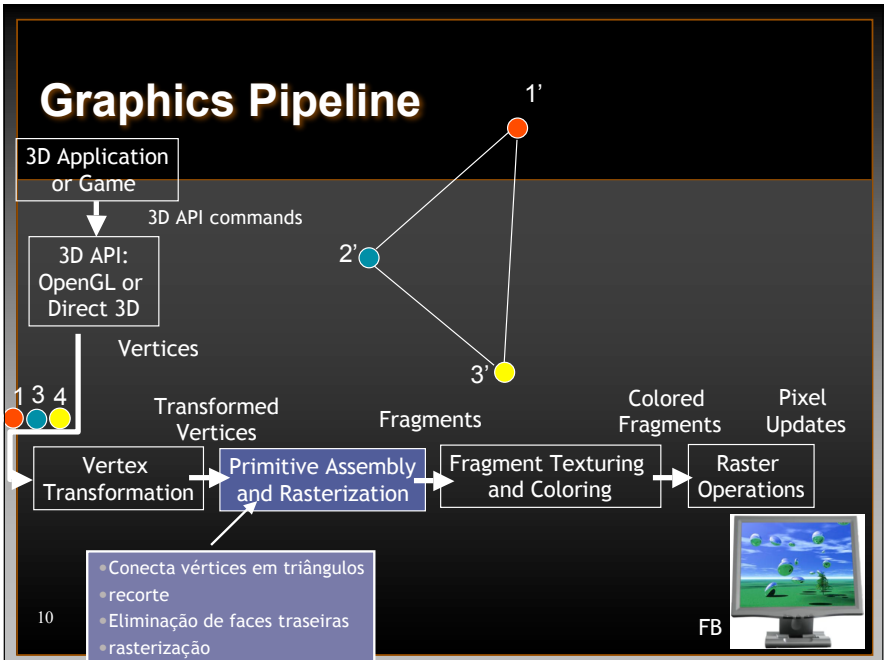 Graphics Pipeline
1’
3D Application
or Game
3D API commands
3D API:
OpenGL or
Direct 3D
2’
Vertices
3’
1 3 4
Transformed
Vertices
Fragments
Colored
Fragments
Pixel
Updates
Vertex
Transformation
Primitive Assembly
and Rasterization
Fragment Texturing
and Coloring
Raster
Operations
•Conecta vértices em triângulos
•recorte
•Eliminação de faces traseiras
•rasterização
10
FB